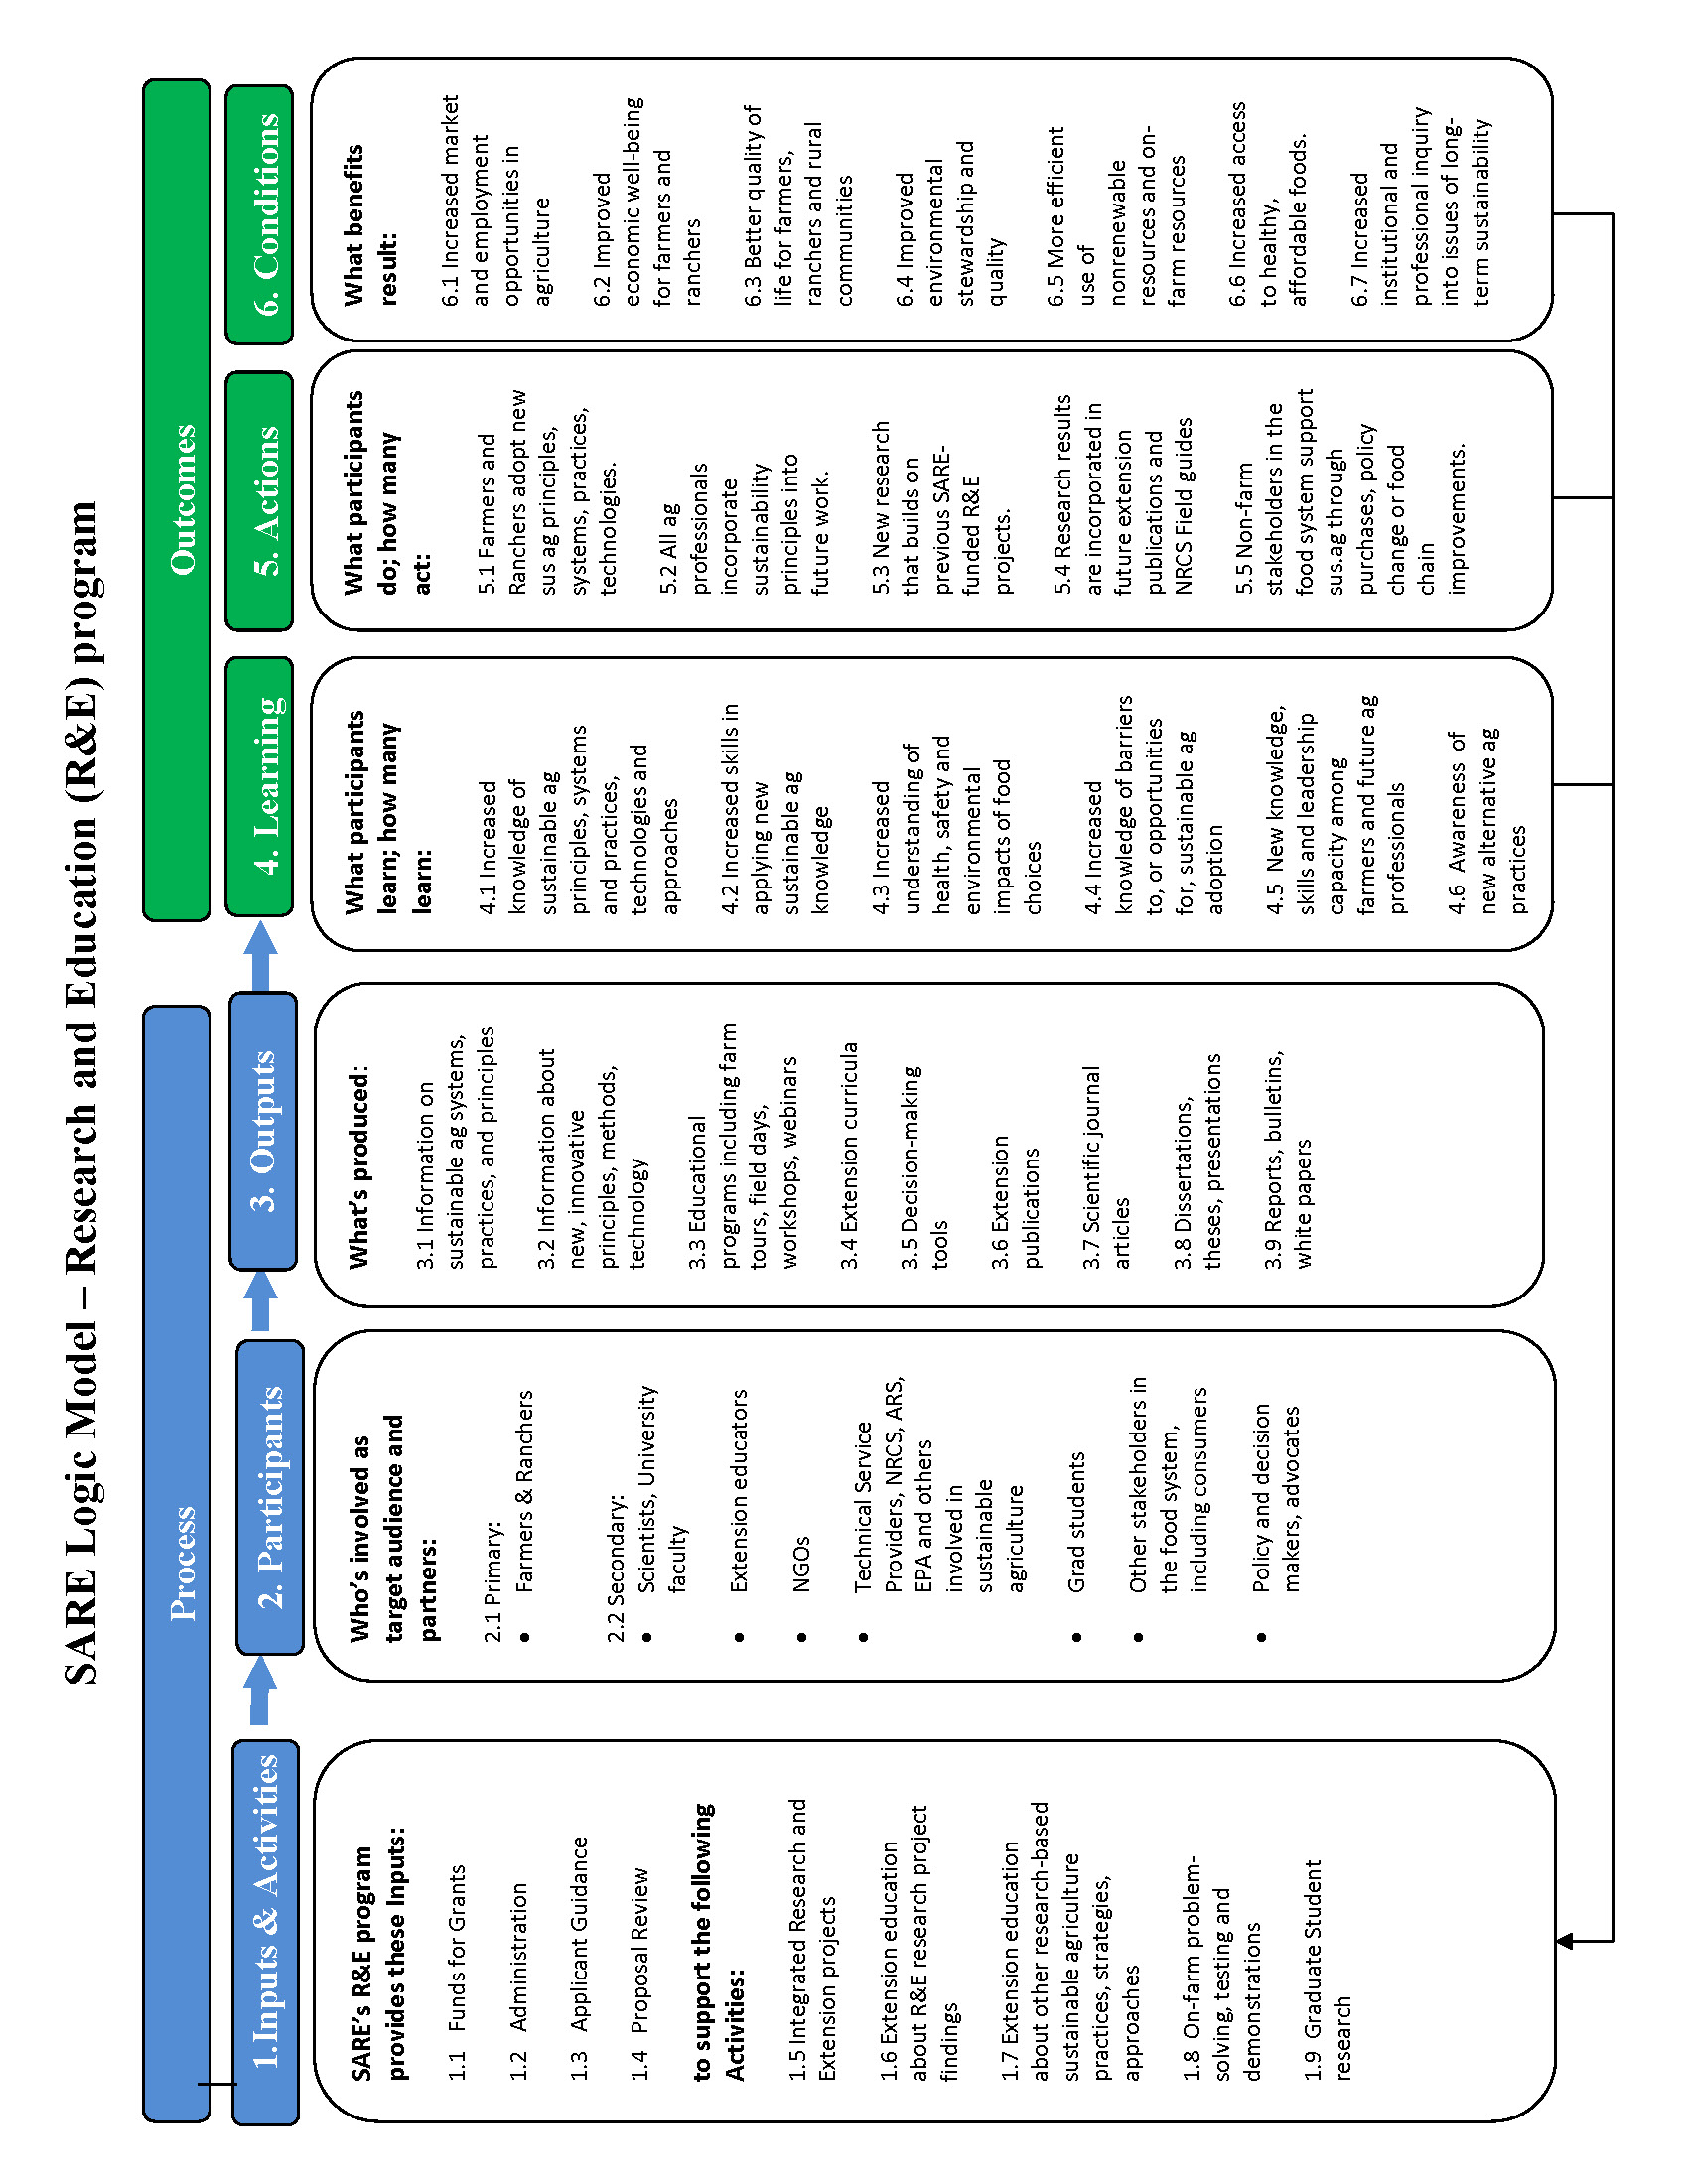 SARE Logic Model – Research and Education (R&E) program
Process
Outcomes
1.Inputs & Activities
2. Participants
3. Outputs
4. Learning
5. Actions
6. Conditions
SARE’s R&E program
provides these Inputs:
1.1 Funds for Grants
1.2 Administration
1.3 Applicant Guidance
1.4 Proposal Review
to support the following
Activities:
1.5 Integrated Research and
Extension projects
1.6 Extension education
about R&E research project
findings
1.7 Extension education
about other research-based
sustainable agriculture
practices, strategies,
approaches
1.8 On-farm problem-
solving, testing and
demonstrations
1.9 Graduate Student
research
Who’s involved as
target audience and
partners:
2.1 Primary:
• Farmers & Ranchers
2.2 Secondary:
• Scientists, University
faculty
• Extension educators
• NGOs
• Technical Service
Providers, NRCS, ARS,
EPA and others
involved in
sustainable
agriculture
• Grad students
• Other stakeholders in
the food system,
including consumers
• Policy and decision
makers, advocates
What’s produced:
3.1 Information on
sustainable ag systems,
practices, and principles
3.2 Information about
new, innovative
principles, methods,
technology
3.3 Educational
programs including farm
tours, field days,
workshops, webinars
3.4 Extension curricula
3.5 Decision-making
tools
3.6 Extension
publications
3.7 Scientific journal
articles
3.8 Dissertations,
theses, presentations
3.9 Reports, bulletins,
white papers
What participants
learn; how many
learn:
4.1 Increased
knowledge of
sustainable ag
principles, systems
and practices,
technologies and
approaches
4.2 Increased skills in
applying new
sustainable ag
knowledge
4.3 Increased
understanding of
health, safety and
environmental
impacts of food
choices
4.4 Increased
knowledge of barriers
to, or opportunities
for, sustainable ag
adoption
4.5 New knowledge,
skills and leadership
capacity among
farmers and future ag
professionals
4.6 Awareness of
new alternative ag
practices
What participants
do; how many
act:
5.1 Farmers and
Ranchers adopt new
sus ag principles,
systems, practices,
technologies.
5.2 All ag
professionals
incorporate
sustainability
principles into
future work.
5.3 New research
that builds on
previous SARE-
funded R&E
projects.
5.4 Research results
are incorporated in
future extension
publications and
NRCS Field guides
5.5 Non-farm
stakeholders in the
food system support
sus.ag through
purchases, policy
change or food
chain
improvements.
What benefits
result:
6.1 Increased market
and employment
opportunities in
agriculture
6.2 Improved
economic well-being
for farmers and
ranchers
6.3 Better quality of
life for farmers,
ranchers and rural
communities
6.4 Improved
environmental
stewardship and
quality
6.5 More efficient
use of
nonrenewable
resources and on-
farm resources
6.6 Increased access
to healthy,
affordable foods.
6.7 Increased
institutional and
professional inquiry
into issues of long-
term sustainability